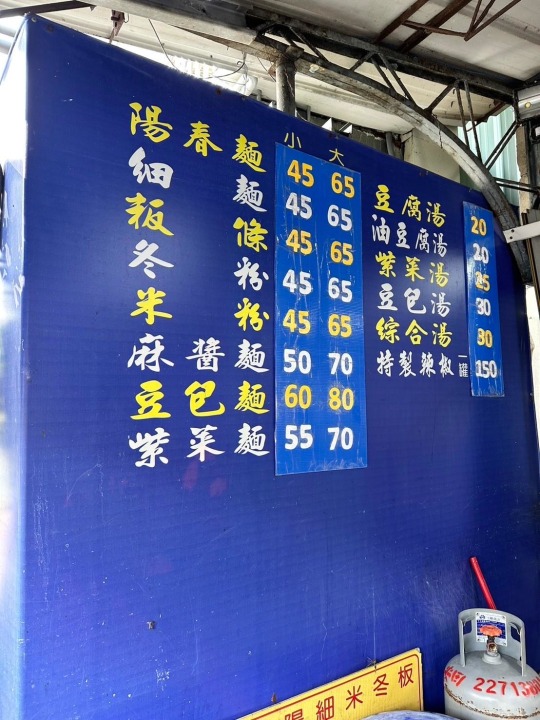 小 大
陽春麵 45 65
細麵 45 65
粄條 45 65
冬粉 45 65
米粉 45 65
麻醬麵 50 70
豆包麵 60 80
紫菜麵 55 70
豆腐湯 20
油豆腐湯 20
紫菜湯 25
豆包湯 30
綜合湯 30
特製辣椒 一罐 150
陽細米冬板